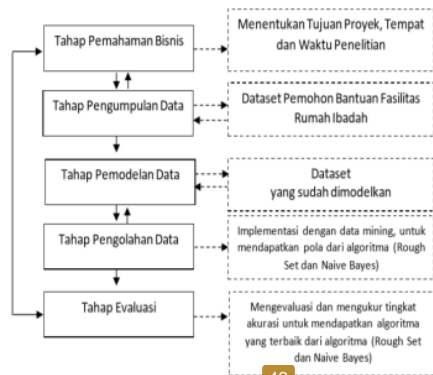 Tahap Pemahaman Bisnis
Menentukan Tujuan Proyek, Tempat
dan Waktu Penelitian
Tahap Pengumpulan Data
Dataset Pemohon Bantuan Fasilitas
Rumah Ibadah
Tahap Pemodelan Data
Dataset
yang sudah dimodelkan
Tahap Pengolahan Data
Implementasi dengan data mining, untuk
mendapatkan pola dari algoritma (Rough
Set dan Naive Bayes)
Tahap Evaluasi
Mengevaluasi dan mengukur tingkat
akurasi untuk mendapatkan algoritma
yang terbaik dari algoritma (Rough Set
dan Naive Bayes)